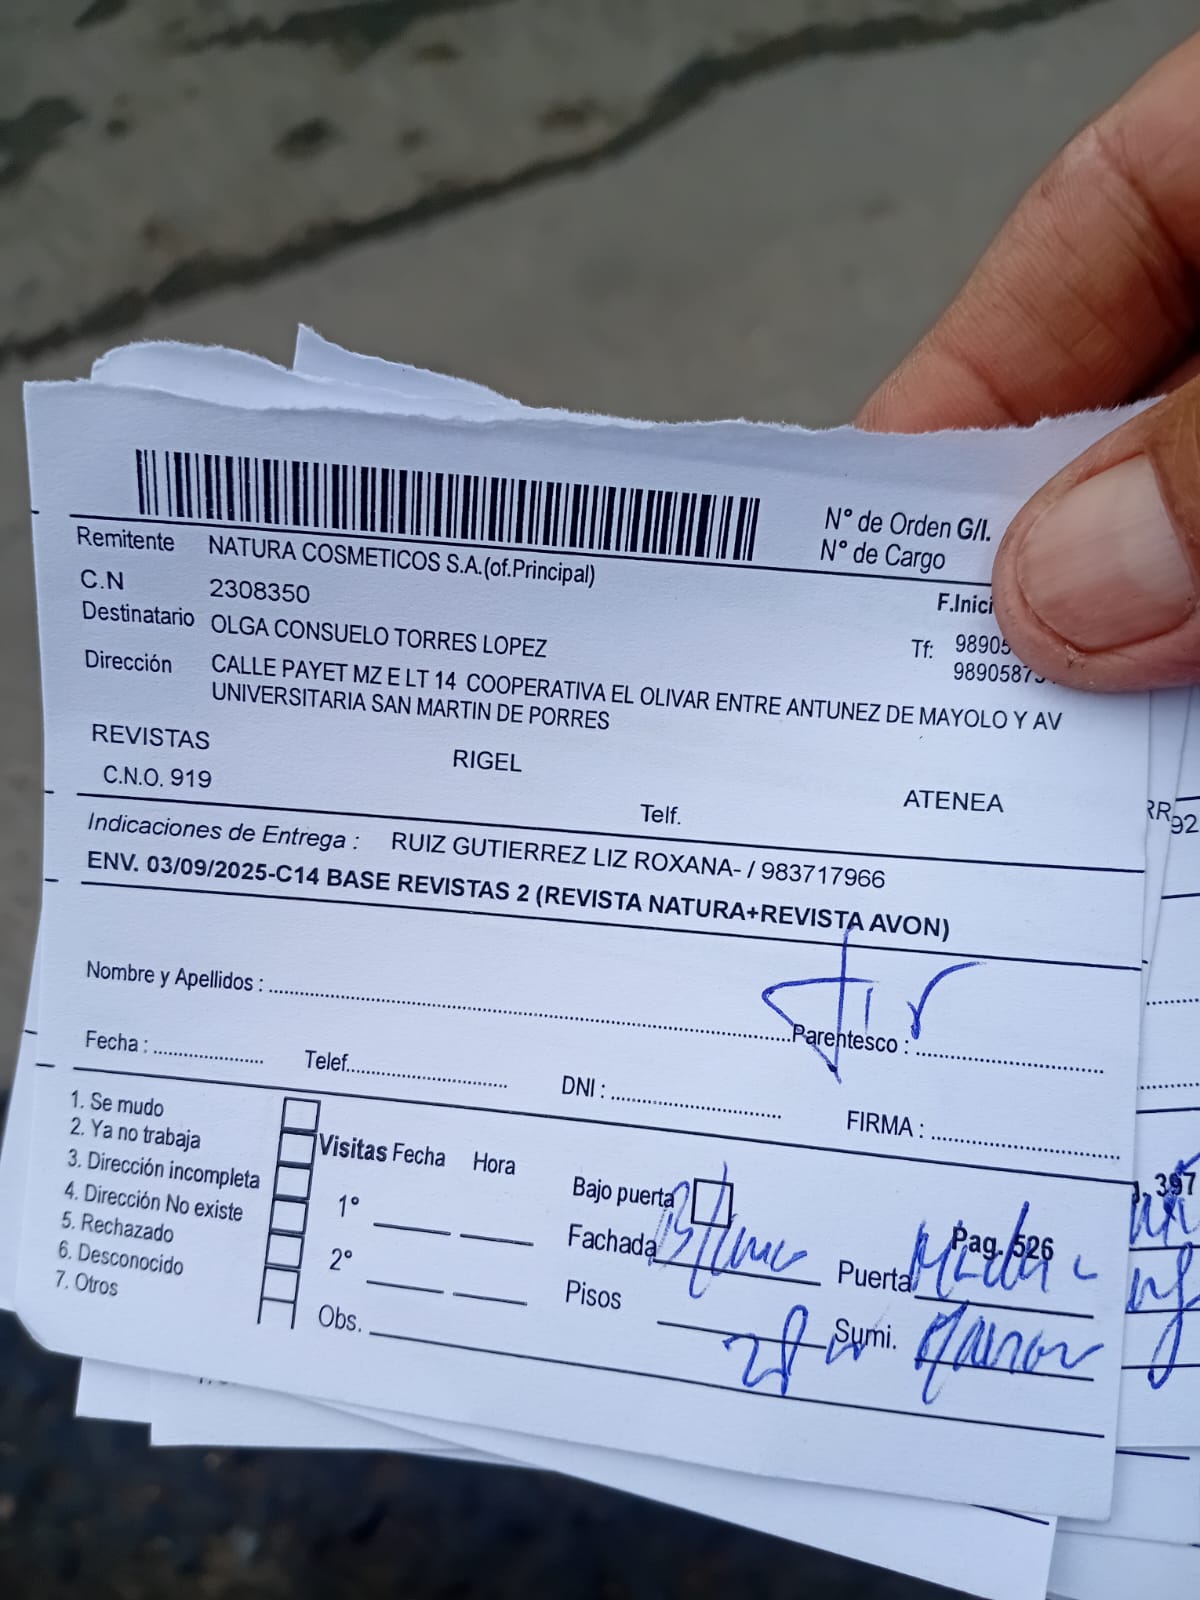 N° de Orden G/I.
N° de Cargo
Remitente NATURA COSMETICOS S.A.(of.Principal)
F.Inici
C.N 2308350
Destinatario OLGA CONSUELO TORRES LOPEZ
Tf: 98905
9890587
Dirección CALLE PAYET MZ E LT 14 COOPERATIVA EL OLIVAR ENTRE ANTUNEZ DE MAYOLO Y AV
UNIVERSITARIA SAN MARTIN DE PORRES
REVISTAS RIGEL ATENEA
C.N.O. 919 Telf.
Indicaciones de Entrega : RUIZ GUTIERREZ LIZ ROXANA- / 983717966
ENV. 03/09/2025-C14 BASE REVISTAS 2 (REVISTA NATURA+REVISTA AVON)
Nombre y Apellidos : Parentesco :
Fecha : Telef. DNI : FIRMA :
1. Se mudo
2. Ya no trabaja
3. Dirección incompleta
4. Dirección No existe
5. Rechazado
6. Desconocido
7. Otros
Visitas Fecha Hora
1°
2°
Obs.
Bajo puerta
Fachada Puerta
Pag. 526
Pisos Sumi.
RR
92
397